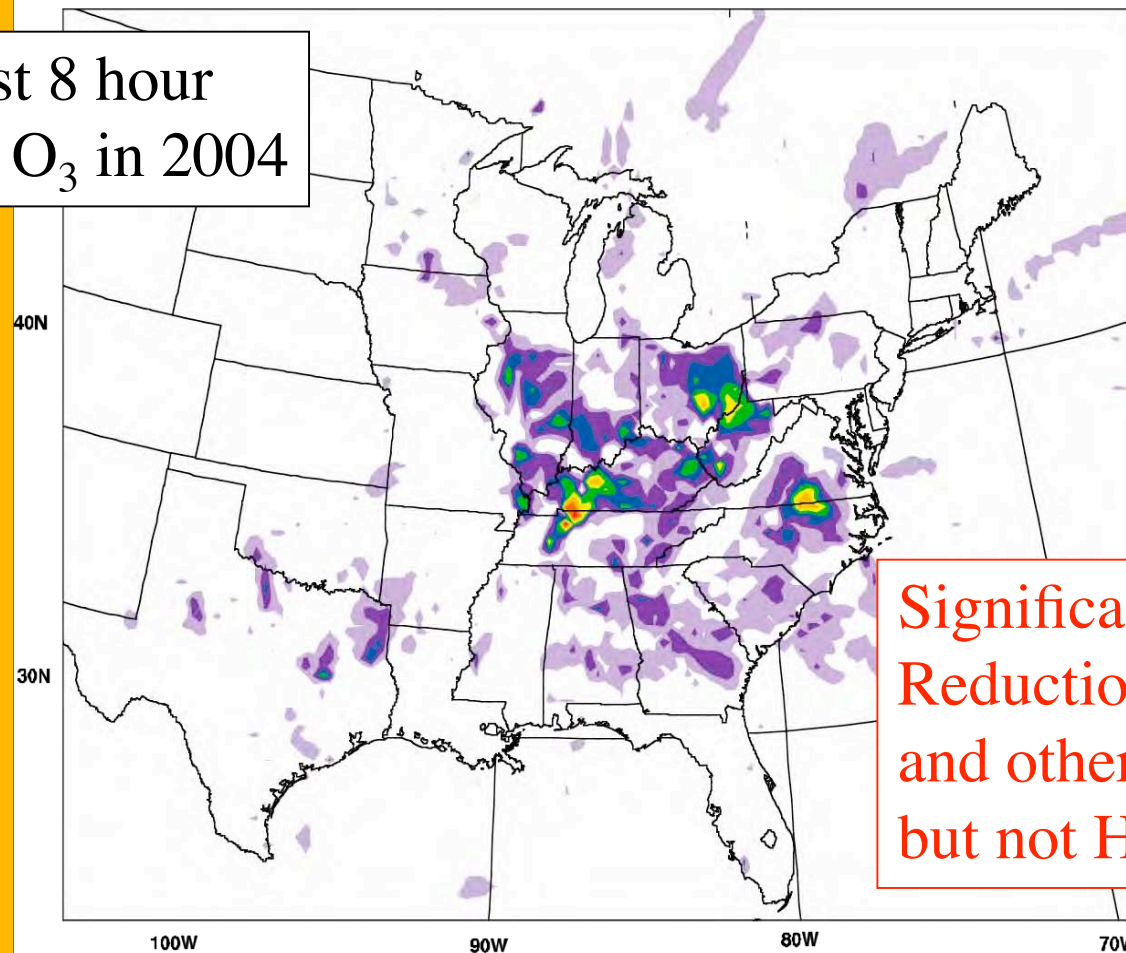 st 8 hour
O₃ in 2004
40N
30N
Significa
Reductio
and other
but not H
100W
90W
80W
70W